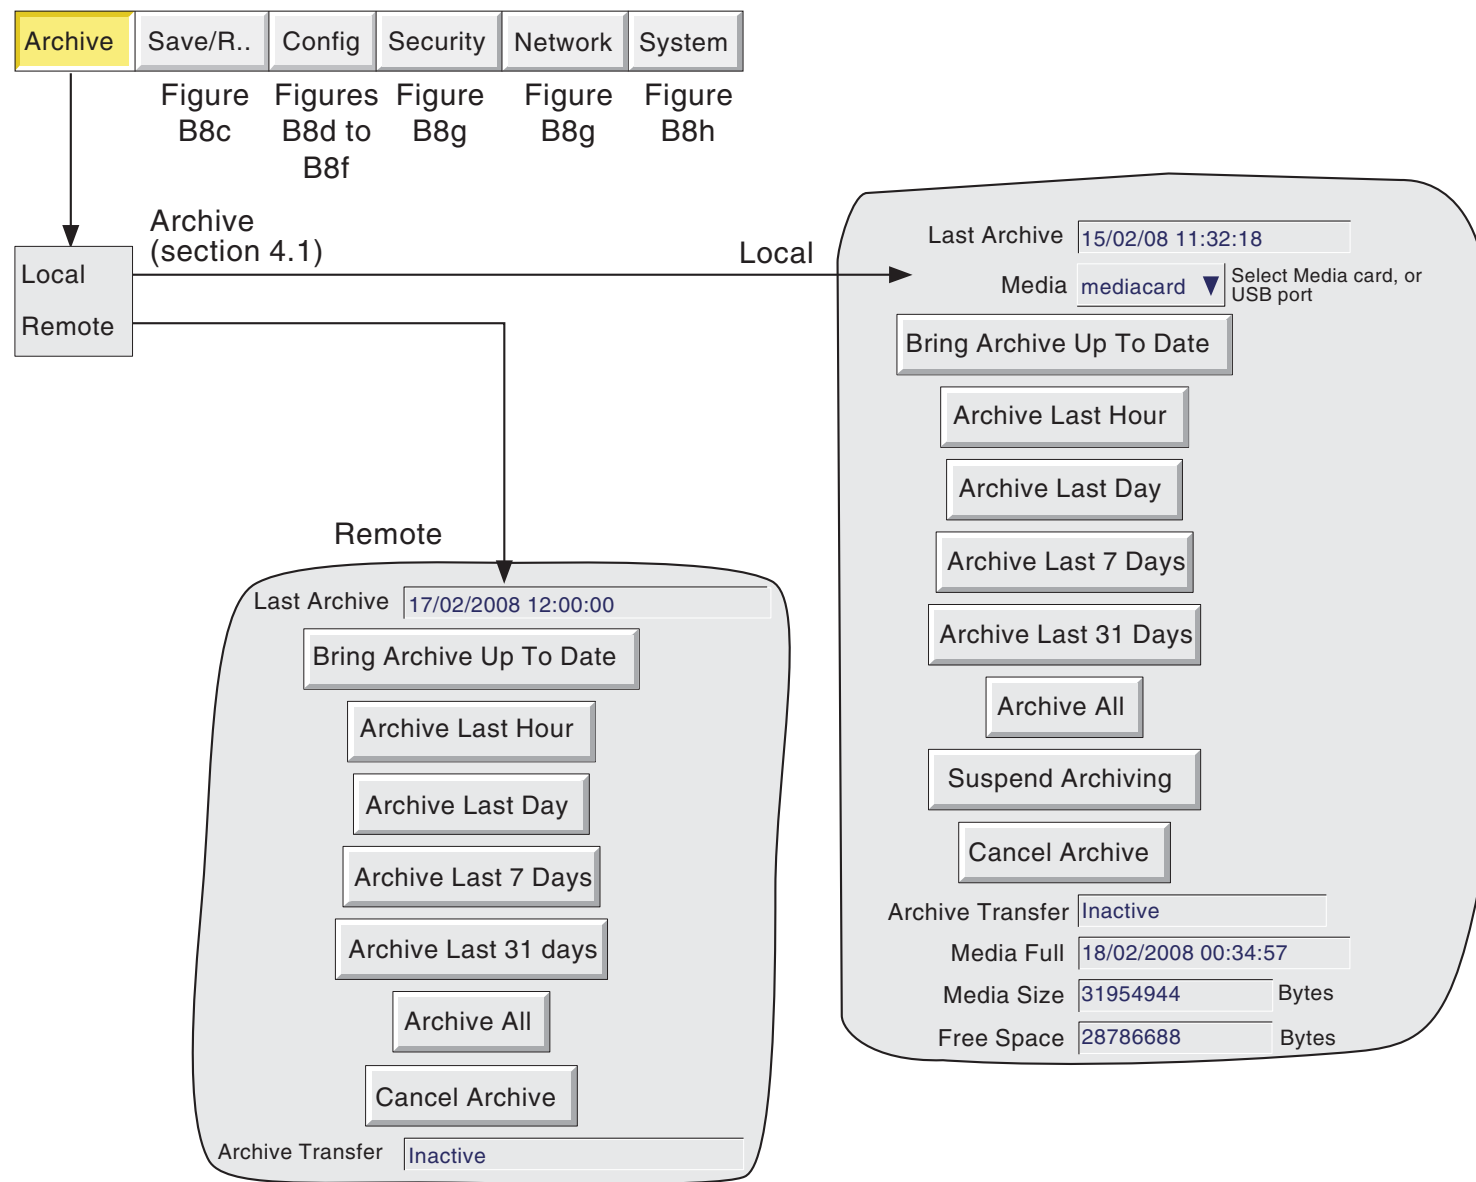 Archive
Save/R..
Config
Security
Network
System
Figure
B8c
Figures
B8d to
B8f
Figure
B8g
Figure
B8g
Figure
B8h
Archive
(section 4.1)
Local
Remote
Local
Last Archive 15/02/08 11:32:18
Media mediacard Select Media card, or
USB port
Bring Archive Up To Date
Archive Last Hour
Archive Last Day
Archive Last 7 Days
Archive Last 31 Days
Archive All
Suspend Archiving
Cancel Archive
Archive Transfer Inactive
Media Full 18/02/2008 00:34:57
Media Size 31954944 Bytes
Free Space 28786688 Bytes
Remote
Last Archive 17/02/2008 12:00:00
Bring Archive Up To Date
Archive Last Hour
Archive Last Day
Archive Last 7 Days
Archive Last 31 days
Archive All
Cancel Archive
Archive Transfer Inactive